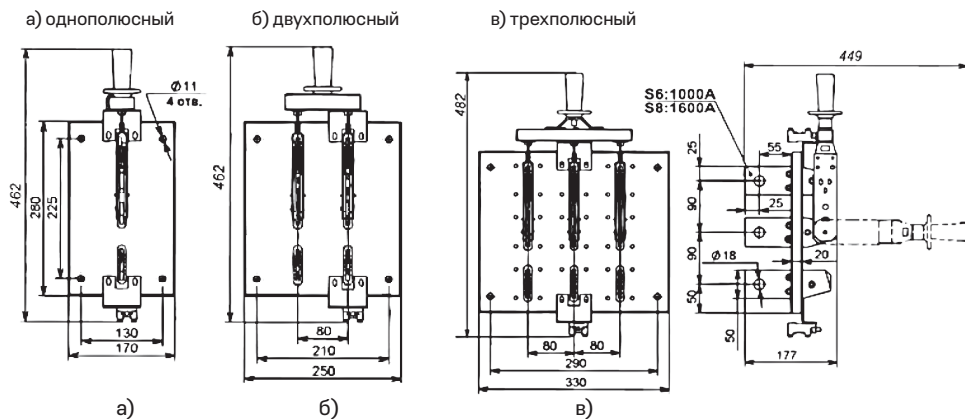 а) однополюсный
б) двухполюсный
в) трехполюсный
Ø11
4 отв.
462
280
225
130
170
462
80
210
250
482
80
80
290
330
449
S6:1000A
S8:1600A
55
25
25
90
90
Ø18
20
50
50
177
а)
б)
в)